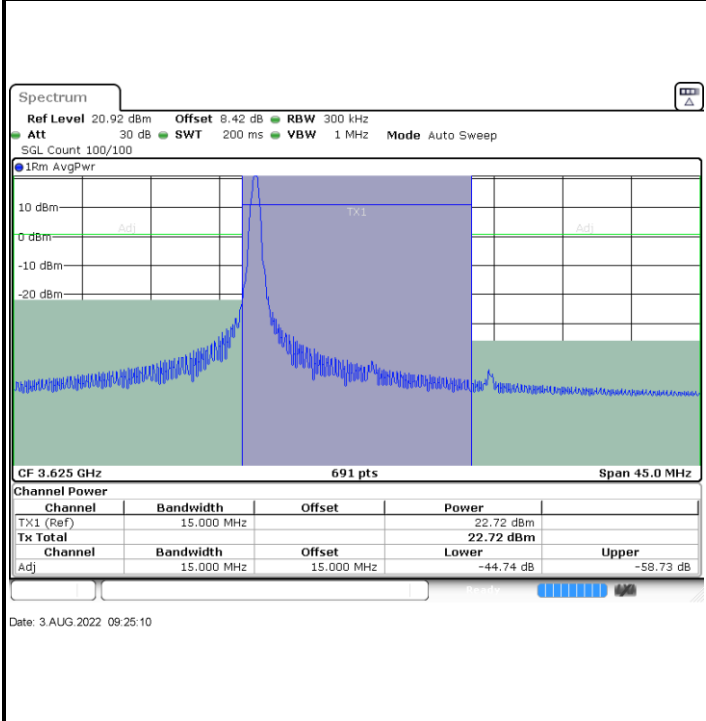 Spectrum
Ref Level 20.92 dBm Offset 8.42 dB RBW 300 kHz
Att 30 dB SWT 200 ms VBW 1 MHz Mode Auto Sweep
SGL Count 100/100
1Rm AvgPwr
10 dBm
TX1
Adj Adj
0 dBm
-10 dBm
-20 dBm
CF 3.625 GHz 691 pts Span 45.0 MHz
Channel Power
Channel Bandwidth Offset Power
TX1 (Ref) 15.000 MHz 22.72 dBm
Tx Total 22.72 dBm
Channel Bandwidth Offset Lower Upper
Adj 15.000 MHz 15.000 MHz -44.74 dB -58.73 dB
Ready
Date: 3.AUG.2022 09:25:10